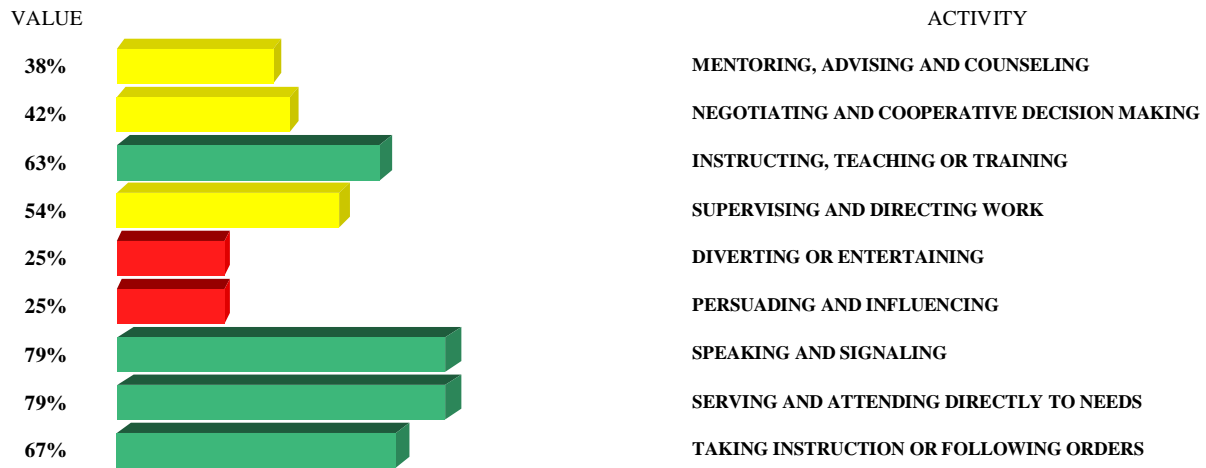 VALUE ACTIVITY
38% MENTORING, ADVISING AND COUNSELING
42% NEGOTIATING AND COOPERATIVE DECISION MAKING
63% INSTRUCTING, TEACHING OR TRAINING
54% SUPERVISING AND DIRECTING WORK
25% DIVERTING OR ENTERTAINING
25% PERSUADING AND INFLUENCING
79% SPEAKING AND SIGNALING
79% SERVING AND ATTENDING DIRECTLY TO NEEDS
67% TAKING INSTRUCTION OR FOLLOWING ORDERS